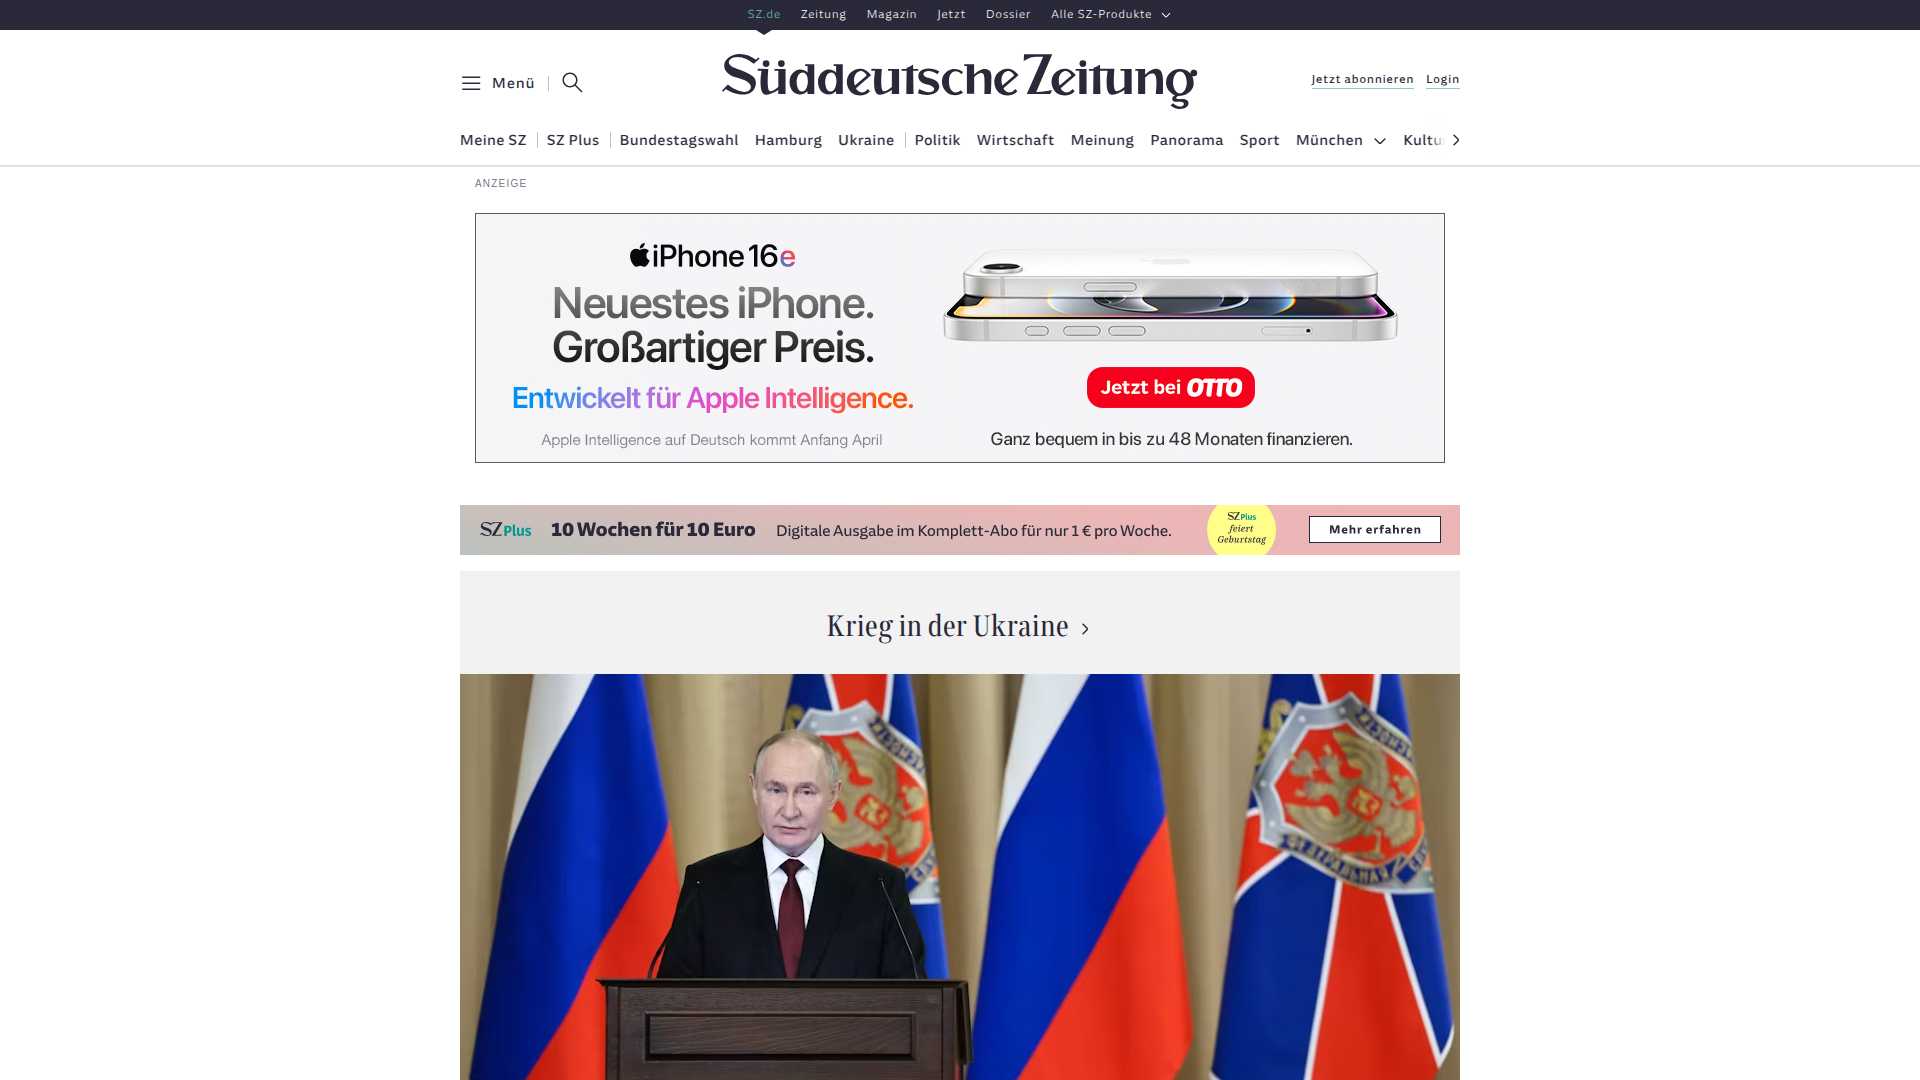 SZ.de Zeitung Magazin Jetzt Dossier Alle SZ-Produkte
Menü
Süddeutsche Zeitung
Jetzt abonnieren Login
Meine SZ SZ Plus Bundestagswahl Hamburg Ukraine Politik Wirtschaft Meinung Panorama Sport München Kultu
ANZEIGE
iPhone 16e
Neuestes iPhone.
Großartiger Preis.
Entwickelt für Apple Intelligence.
Apple Intelligence auf Deutsch kommt Anfang April
Jetzt bei OTTO
Ganz bequem in bis zu 48 Monaten finanzieren.
SZ Plus 10 Wochen für 10 Euro Digitale Ausgabe im Komplett-Abo für nur 1 € pro Woche.
SZ Plus
feiert
Geburtstag
Mehr erfahren
Krieg in der Ukraine